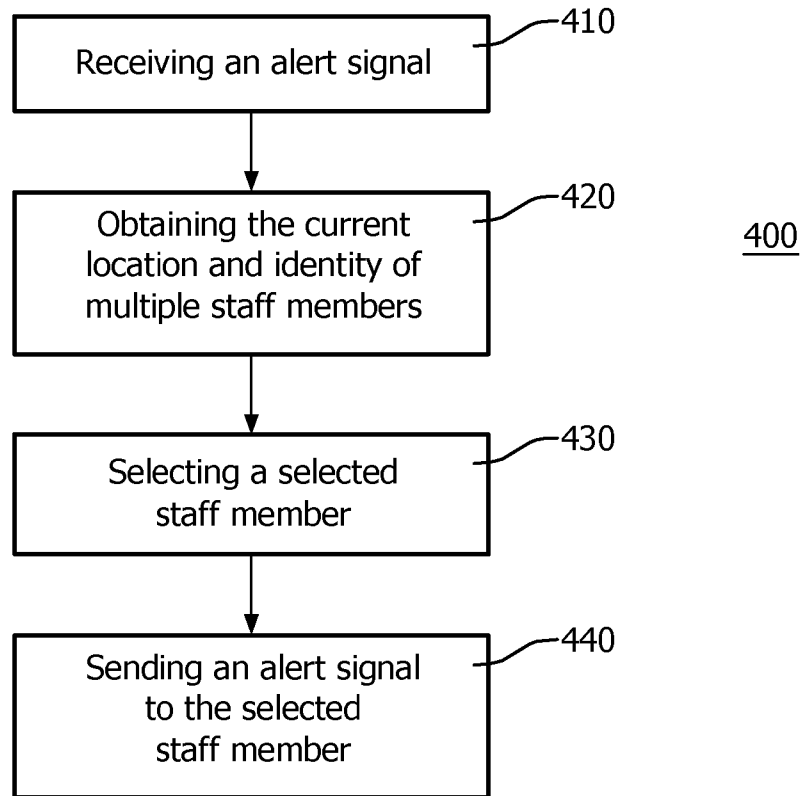 410
Receiving an alert signal
420
Obtaining the current
location and identity of
multiple staff members
400
430
Selecting a selected
staff member
440
Sending an alert signal
to the selected
staff member